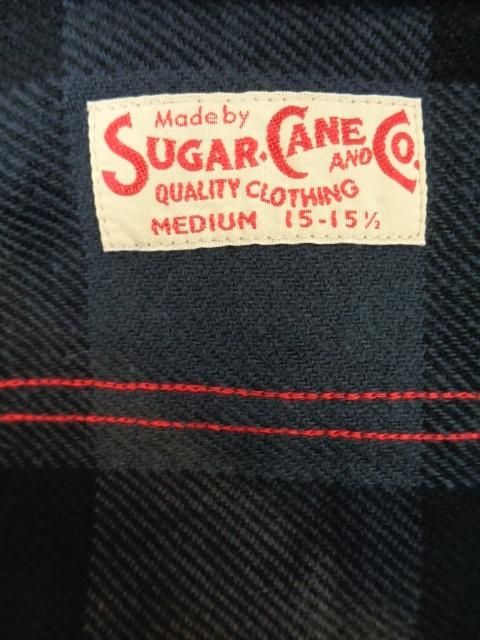 Made by
SUGAR·CANE AND CO.
QUALITY CLOTHING
MEDIUM 15-15½